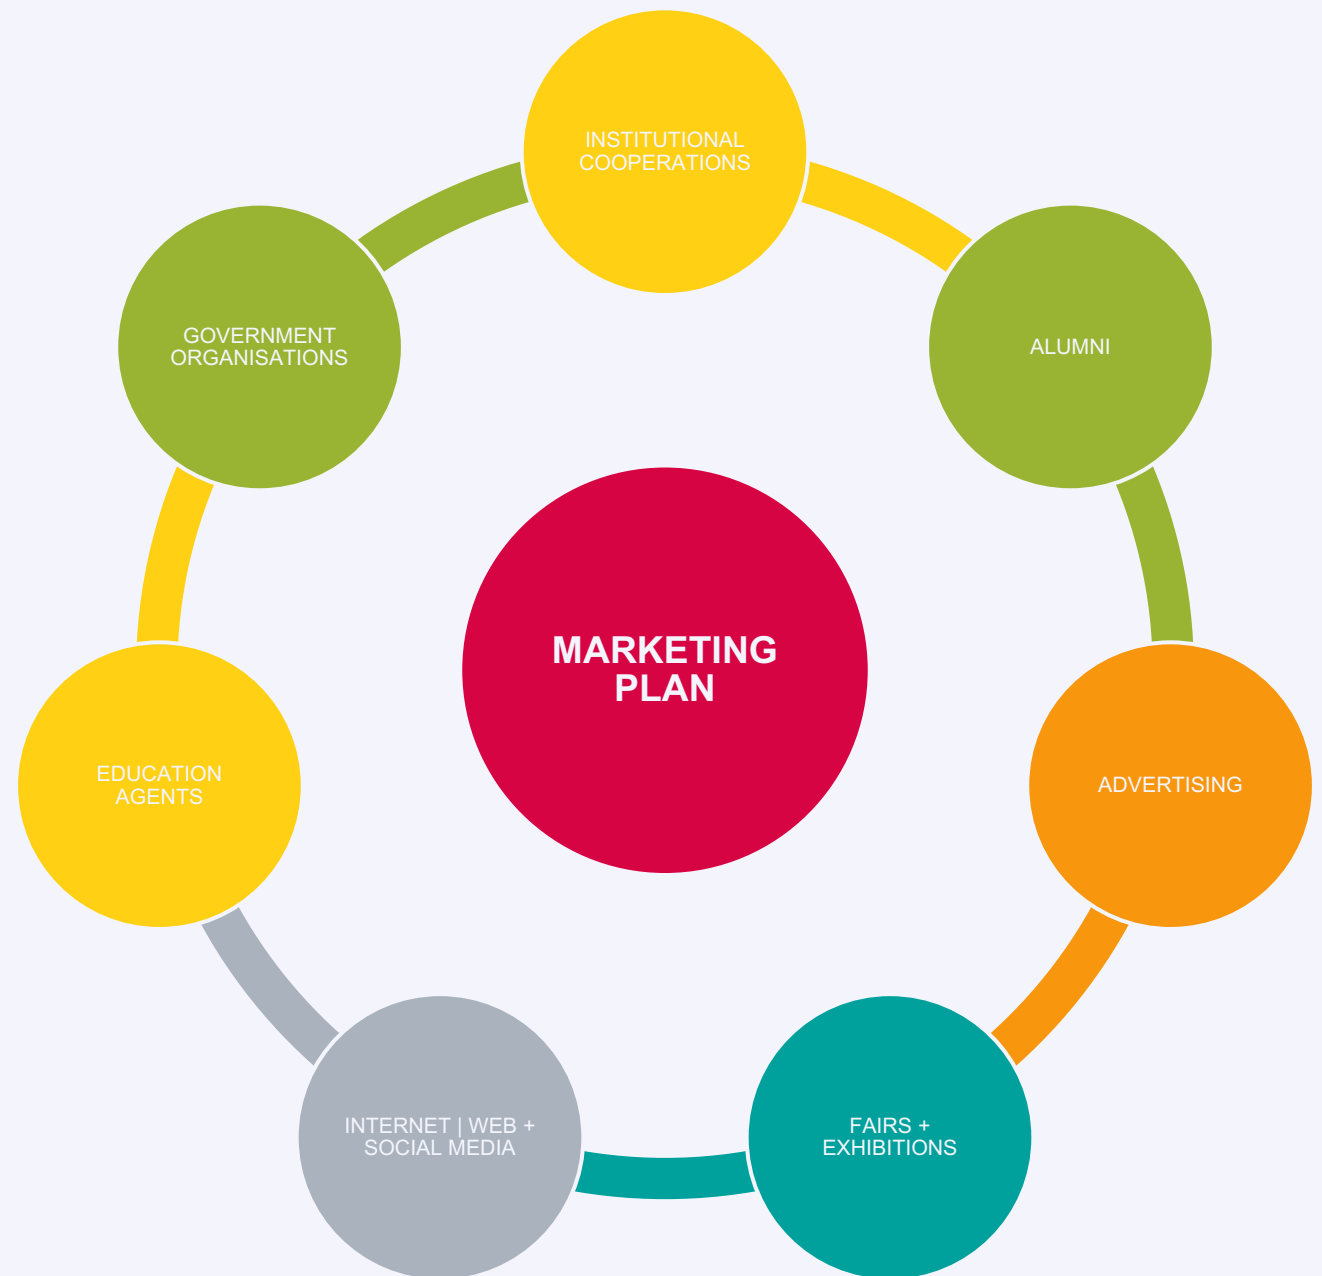 INSTITUTIONAL
COOPERATIONS
GOVERNMENT
ORGANISATIONS
ALUMNI
MARKETING
PLAN
EDUCATION
AGENTS
ADVERTISING
INTERNET | WEB +
SOCIAL MEDIA
FAIRS +
EXHIBITIONS